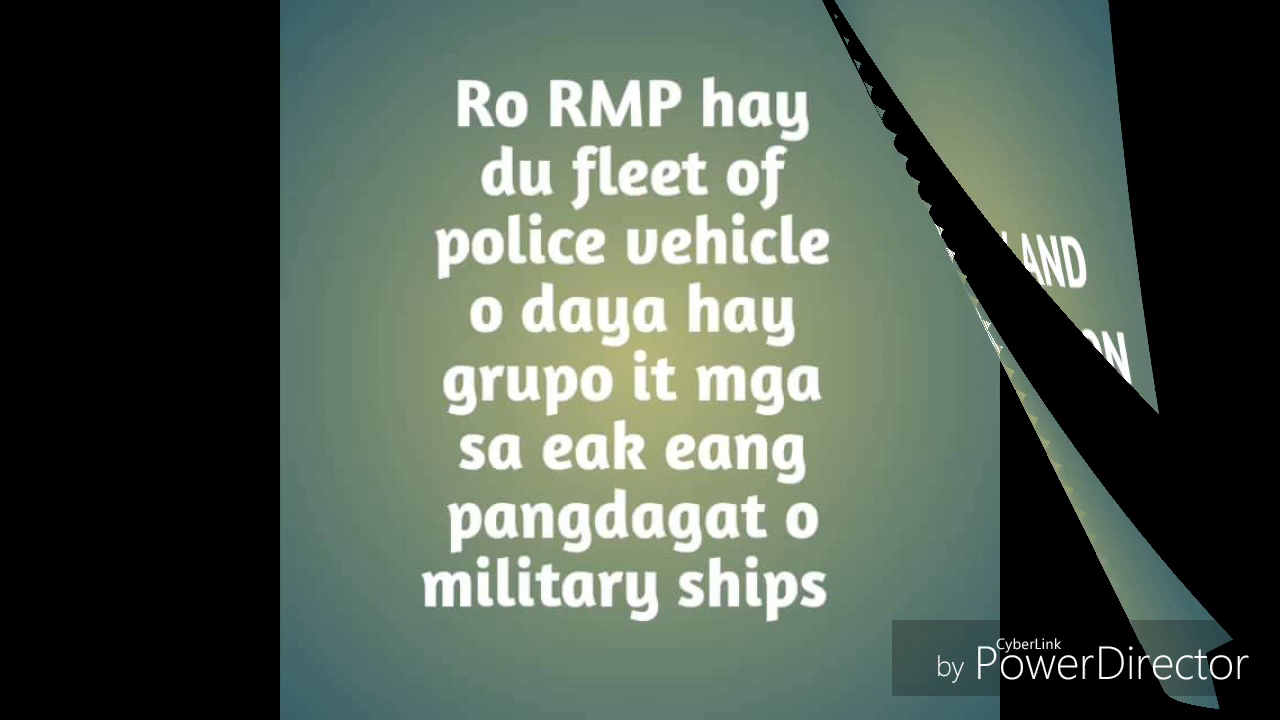 Ro RMP hay
du fleet of
police vehicle
o daya hay
grupo it mga
sa eak eang
pangdagat o
military ships
AND
CyberLink
by PowerDirector